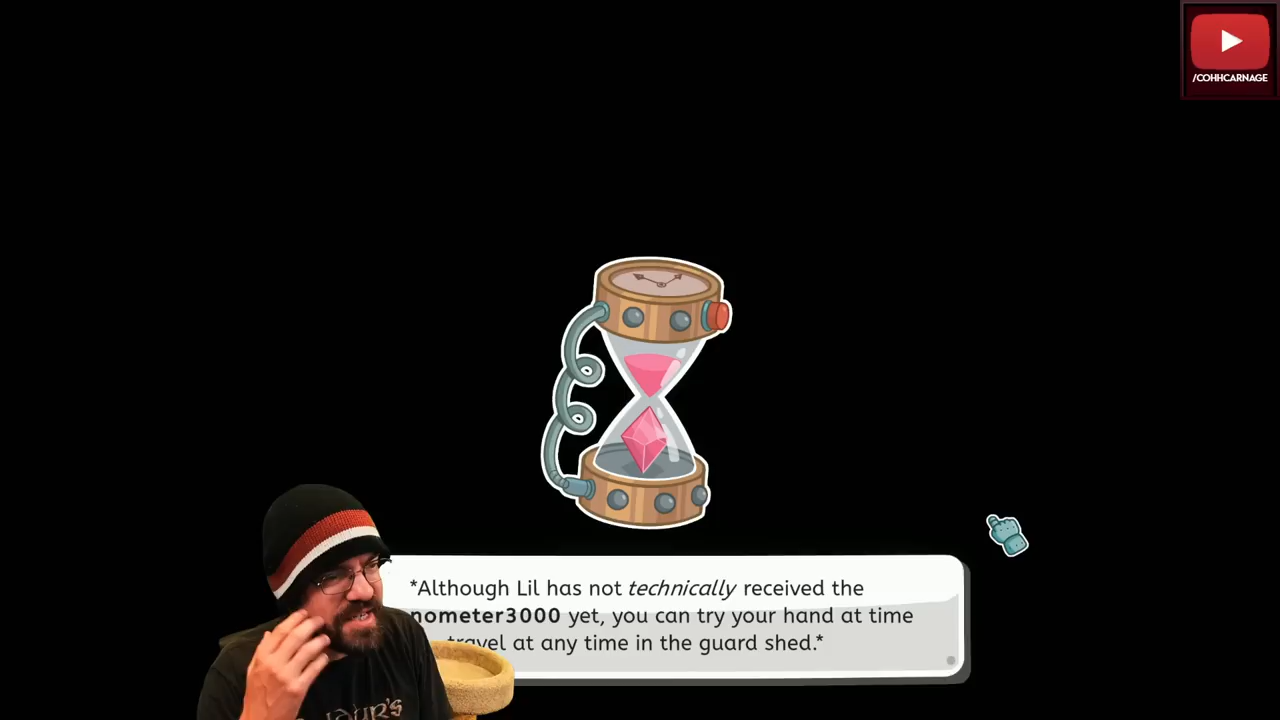 /COHHCARNAGE
*Although Lil has not technically received the
nometer3000 yet, you can try your hand at time
travel at any time in the guard shed.*